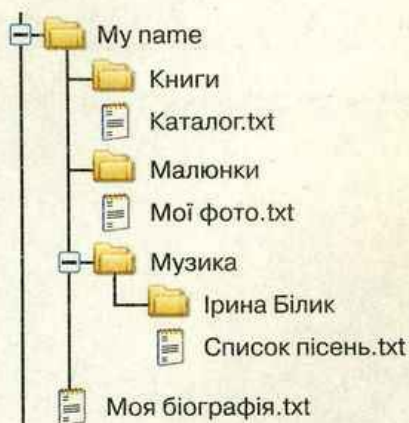 My name
Книги
Каталог.txt
Малюнки
Мої фото.txt
Музика
Ірина Білик
Список пісень.txt
Моя біографія.txt